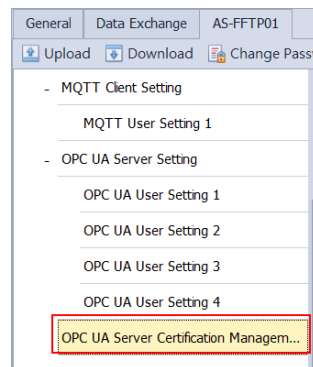 General Data Exchange AS-FFTP01
Upload Download Change Pass
- MQTT Client Setting
MQTT User Setting 1
- OPC UA Server Setting
OPC UA User Setting 1
OPC UA User Setting 2
OPC UA User Setting 3
OPC UA User Setting 4
OPC UA Server Certification Managem...